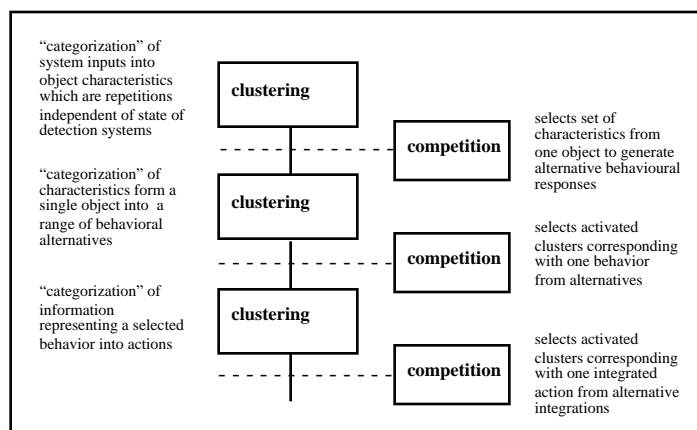 “categorization” of
system inputs into
object characteristics
which are repetitions
independent of state of
detection systems
clustering
competition
selects set of
characteristics from
one object to generate
alternative behavioural
responses
“categorization” of
characteristics form a
single object into a
range of behavioral
alternatives
clustering
competition
selects activated
clusters corresponding
with one behavior
from alternatives
“categorization” of
information
representing a selected
behavior into actions
clustering
competition
selects activated
clusters corresponding
with one integrated
action from alternative
integrations